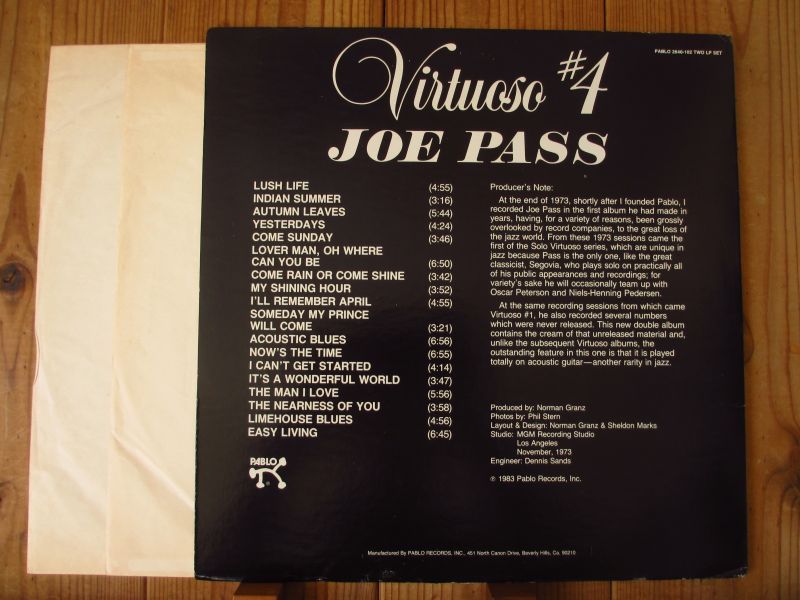 PABLO 2640-102 TWO LP SET
Virtuoso #4
JOE PASS
LUSH LIFE (4:55)
INDIAN SUMMER (3:16)
AUTUMN LEAVES (5:44)
YESTERDAYS (4:24)
COME SUNDAY (3:46)
LOVER MAN, OH WHERE
CAN YOU BE (6:50)
COME RAIN OR COME SHINE (3:42)
MY SHINING HOUR (3:52)
I'LL REMEMBER APRIL (4:55)
SOMEDAY MY PRINCE
WILL COME (3:21)
ACOUSTIC BLUES (6:56)
NOW'S THE TIME (6:55)
I CAN'T GET STARTED (4:14)
IT'S A WONDERFUL WORLD (3:47)
THE MAN I LOVE (5:56)
THE NEARNESS OF YOU (3:58)
LIMEHOUSE BLUES (4:56)
EASY LIVING (6:45)
PABLO
®
Producer's Note:
At the end of 1973, shortly after I founded Pablo, I
recorded Joe Pass in the first album he had made in
years, having, for a variety of reasons, been grossly
overlooked by record companies, to the great loss of
the jazz world. From these 1973 sessions came the
first of the Solo Virtuoso series, which are unique in
jazz because Pass is the only one, like the great
classicist, Segovia, who plays solo on practically all
of his public appearances and recordings; for
variety's sake he will occasionally team up with
Oscar Peterson and Niels-Henning Pedersen.
At the same recording sessions from which came
Virtuoso #1, he also recorded several numbers
which were never released. This new double album
contains the cream of that unreleased material and,
unlike the subsequent Virtuoso albums, the
outstanding feature in this one is that it is played
totally on acoustic guitar—another rarity in jazz.
Produced by: Norman Granz
Photos by: Phil Stern
Layout & Design: Norman Granz & Sheldon Marks
Studio: MGM Recording Studio
Los Angeles
November, 1973
Engineer: Dennis Sands
℗ 1983 Pablo Records, Inc.
Manufactured By PABLO RECORDS, INC., 451 North Canon Drive, Beverly Hills, Ca. 90210